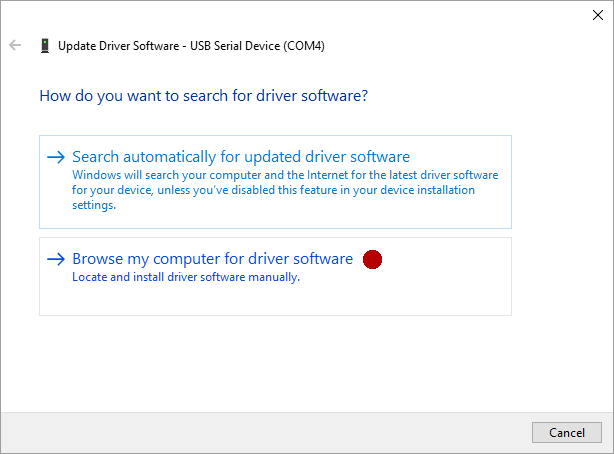 Update Driver Software - USB Serial Device (COM4)
How do you want to search for driver software?
Search automatically for updated driver software
Windows will search your computer and the Internet for the latest driver software
for your device, unless you've disabled this feature in your device installation
settings.
Browse my computer for driver software
Locate and install driver software manually.
Cancel